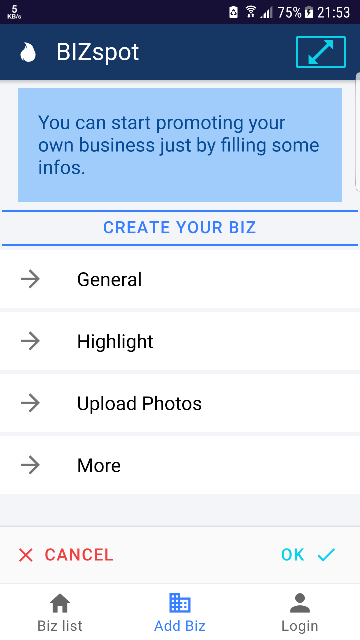 5
KB/s
75% 21:53
BIZspot
You can start promoting your
own business just by filling some
infos.
CREATE YOUR BIZ
General
Highlight
Upload Photos
More
CANCEL OK
Biz list Add Biz Login